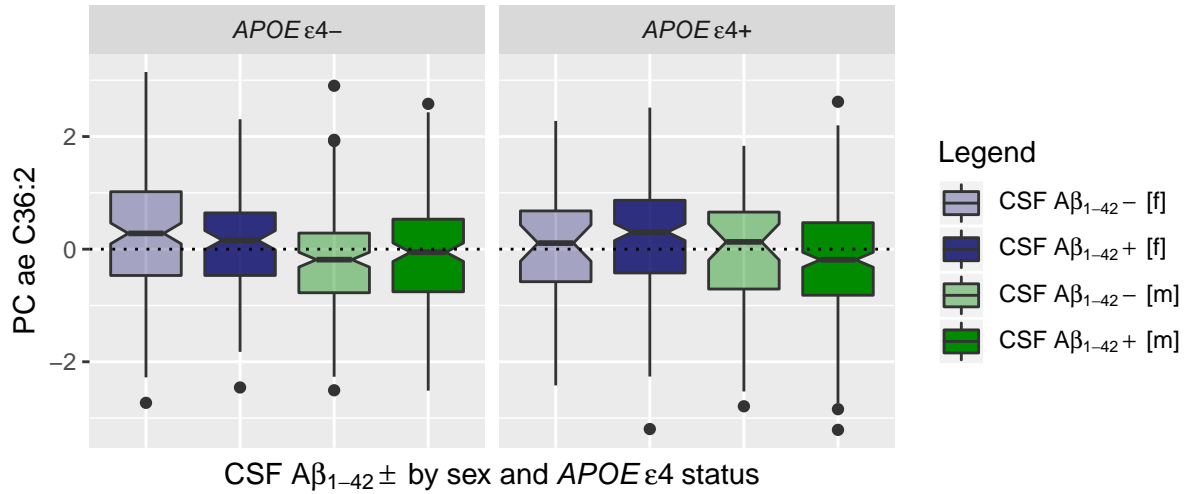 APOE ε4− APOE ε4+
2
0
−2
PC ae C36:2
CSF Aβ1−42 ± by sex and APOE ε4 status
Legend
CSF Aβ1−42 − [f]
CSF Aβ1−42 + [f]
CSF Aβ1−42 − [m]
CSF Aβ1−42 + [m]